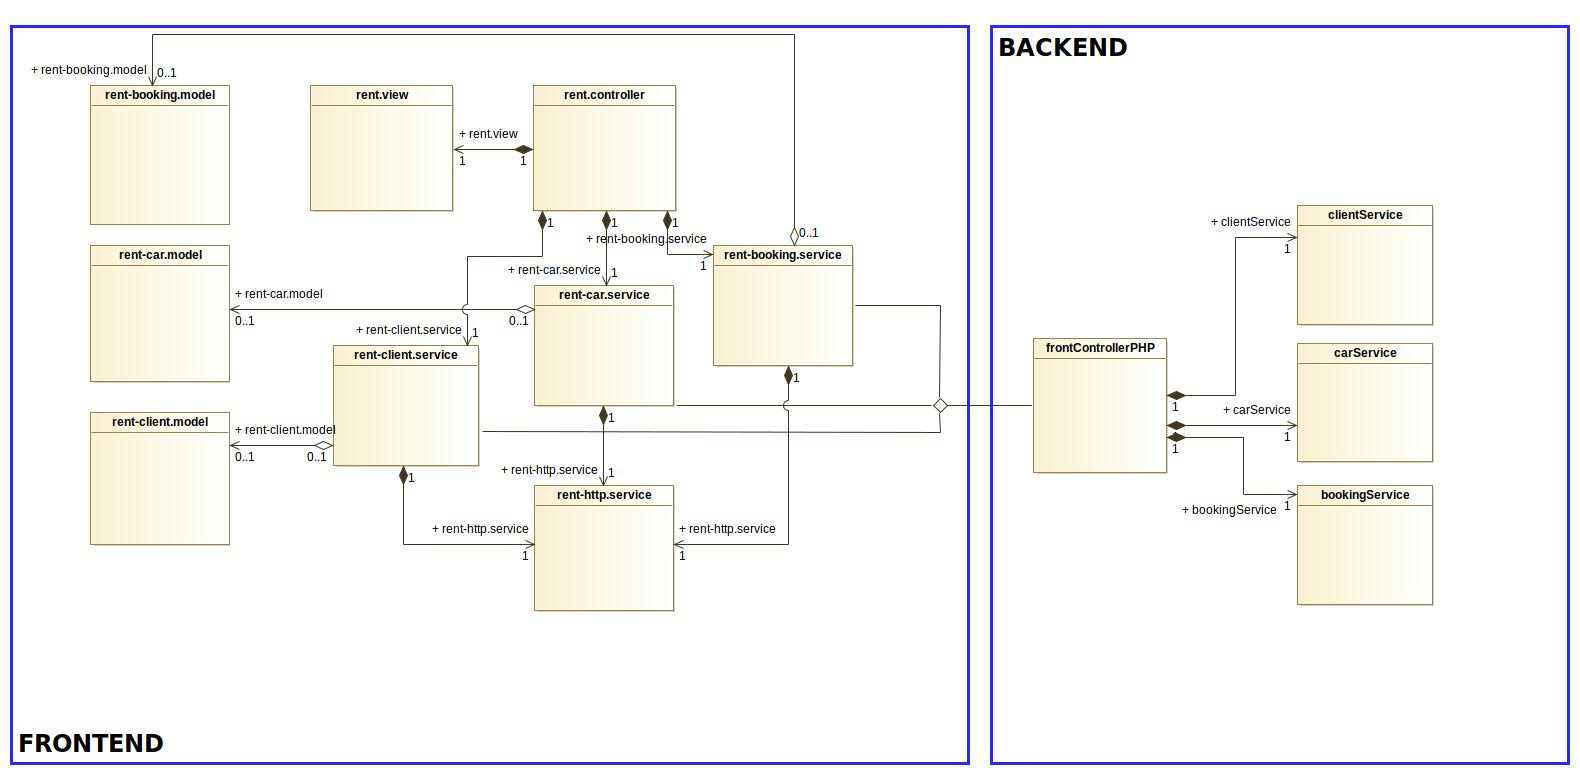 BACKEND
+ rent-booking.model
0..1
rent-booking.model
rent.view
rent.controller
+ rent.view
1
1
1
1
1
+ rent-booking.service
0..1
1
rent-booking.service
rent-car.model
+ rent-car.service
1
rent-car.service
+ rent-car.model
0..1
0..1
+ rent-client.service
1
rent-client.service
1
rent-client.model
+ rent-client.model
0..1
0..1
1
1
+ rent-http.service
1
rent-http.service
+ rent-http.service
1
+ rent-http.service
1
clientService
+ clientService
1
frontControllerPHP
carService
1
+ carService
1
1
bookingService
1
+ bookingService
FRONTEND